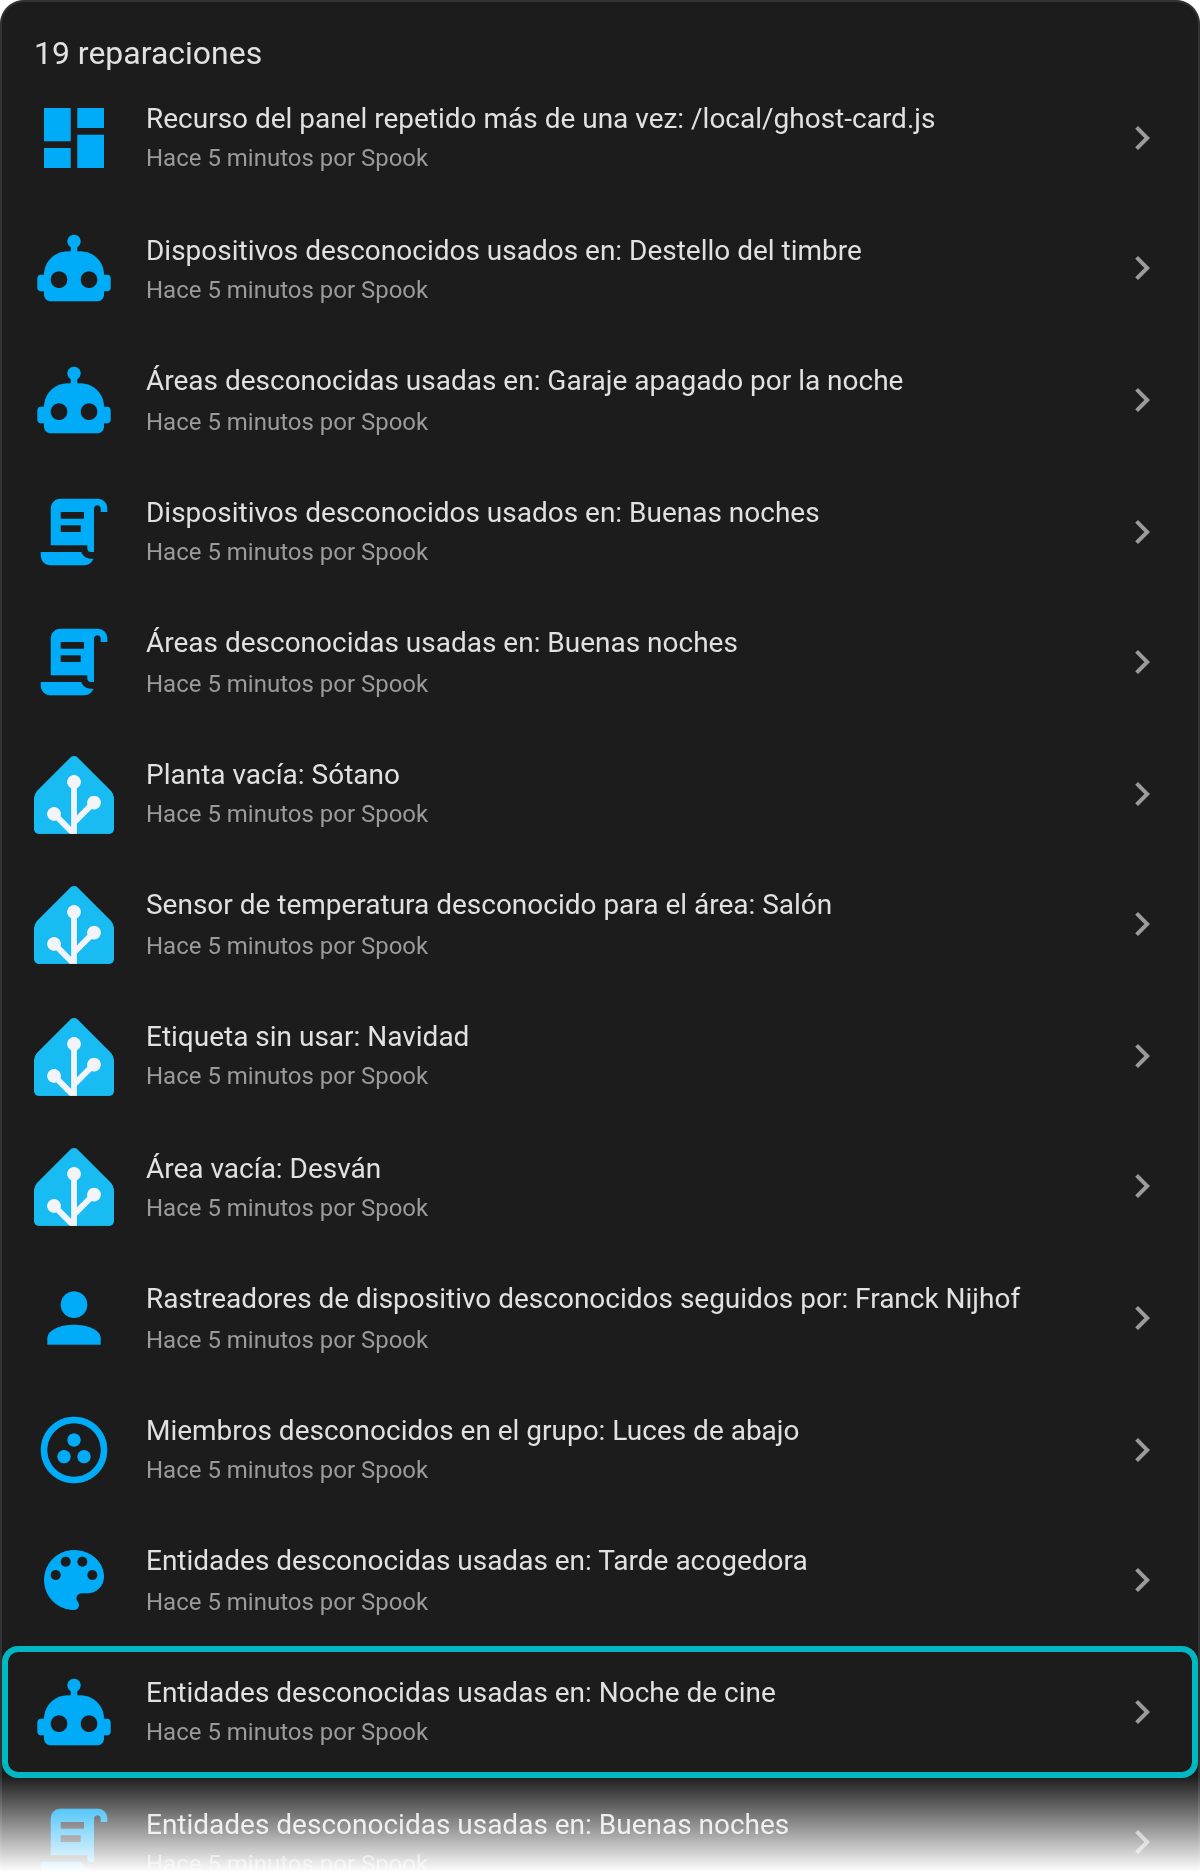 19 reparaciones
Recurso del panel repetido más de una vez: /local/ghost-card.js
Hace 5 minutos por Spook
Dispositivos desconocidos usados en: Destello del timbre
Hace 5 minutos por Spook
Áreas desconocidas usadas en: Garaje apagado por la noche
Hace 5 minutos por Spook
Dispositivos desconocidos usados en: Buenas noches
Hace 5 minutos por Spook
Áreas desconocidas usadas en: Buenas noches
Hace 5 minutos por Spook
Planta vacía: Sótano
Hace 5 minutos por Spook
Sensor de temperatura desconocido para el área: Salón
Hace 5 minutos por Spook
Etiqueta sin usar: Navidad
Hace 5 minutos por Spook
Área vacía: Desván
Hace 5 minutos por Spook
Rastreadores de dispositivo desconocidos seguidos por: Franck Nijhof
Hace 5 minutos por Spook
Miembros desconocidos en el grupo: Luces de abajo
Hace 5 minutos por Spook
Entidades desconocidas usadas en: Tarde acogedora
Hace 5 minutos por Spook
Entidades desconocidas usadas en: Noche de cine
Hace 5 minutos por Spook
Entidades desconocidas usadas en: Buenas noches
Hace 5 minutos por Spook